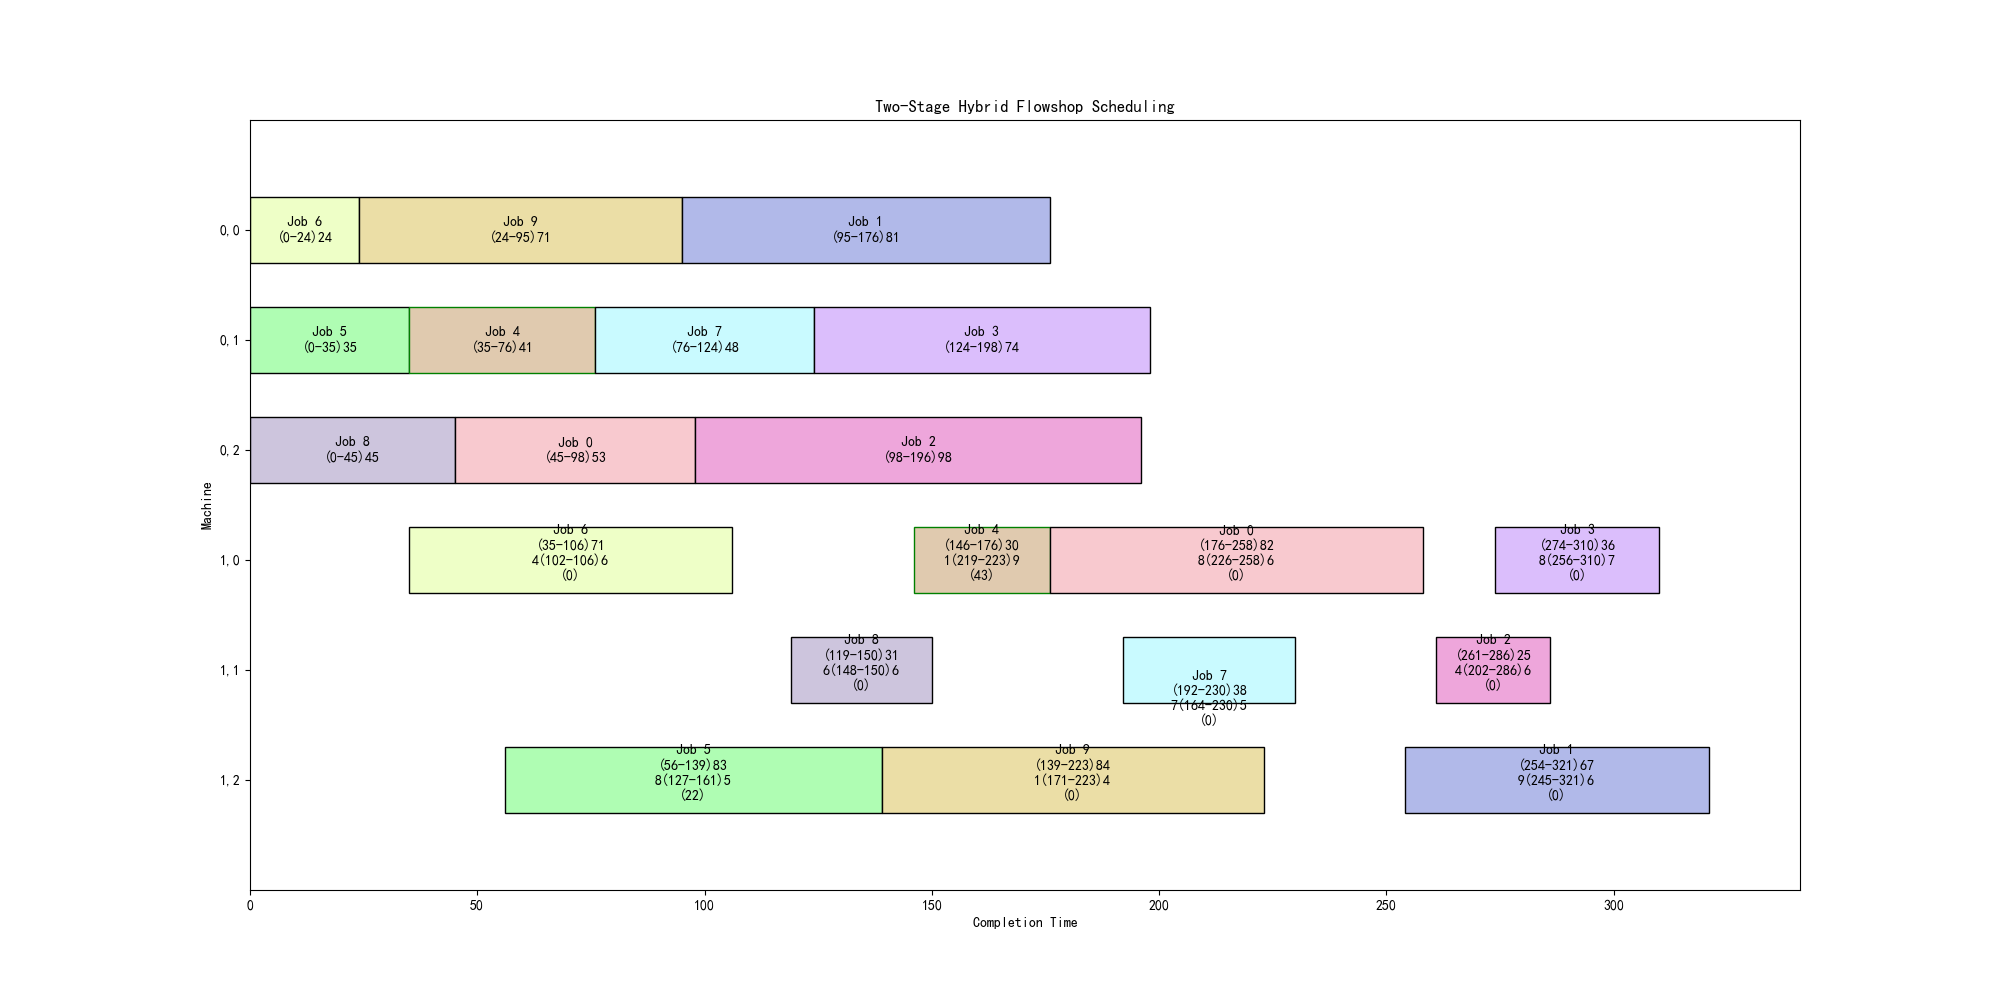 Two-Stage Hybrid Flowshop Scheduling
0,0
Job 6
(0-24)24
Job 9
(24-95)71
Job 1
(95-176)81
0,1
Job 5
(0-35)35
Job 4
(35-76)41
Job 7
(76-124)48
Job 3
(124-198)74
0,2
Job 8
(0-45)45
Job 0
(45-98)53
Job 2
(98-196)98
Machine
1,0
Job 6
(35-106)71
4(102-106)6
(0)
Job 4
(146-176)30
1(219-223)9
(43)
Job 0
(176-258)82
8(226-258)6
(0)
Job 3
(274-310)36
8(256-310)7
(0)
1,1
Job 8
(119-150)31
6(148-150)6
(0)
Job 7
(192-230)38
7(164-230)5
(0)
Job 2
(261-286)25
4(202-286)6
(0)
1,2
Job 5
(56-139)83
8(127-161)5
(22)
Job 9
(139-223)84
1(171-223)4
(0)
Job 1
(254-321)67
9(245-321)6
(0)
0
50
100
150
200
250
300
Completion Time